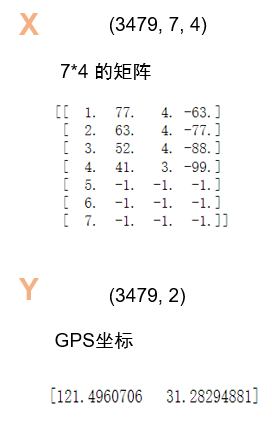 X (3479, 7, 4)
7*4 的矩阵
[[ 1. 77. 4. -63.]
[ 2. 63. 4. -77.]
[ 3. 52. 4. -88.]
[ 4. 41. 3. -99.]
[ 5. -1. -1. -1.]
[ 6. -1. -1. -1.]
[ 7. -1. -1. -1.]]
Y (3479, 2)
GPS坐标
[121.4960706 31.28294881]